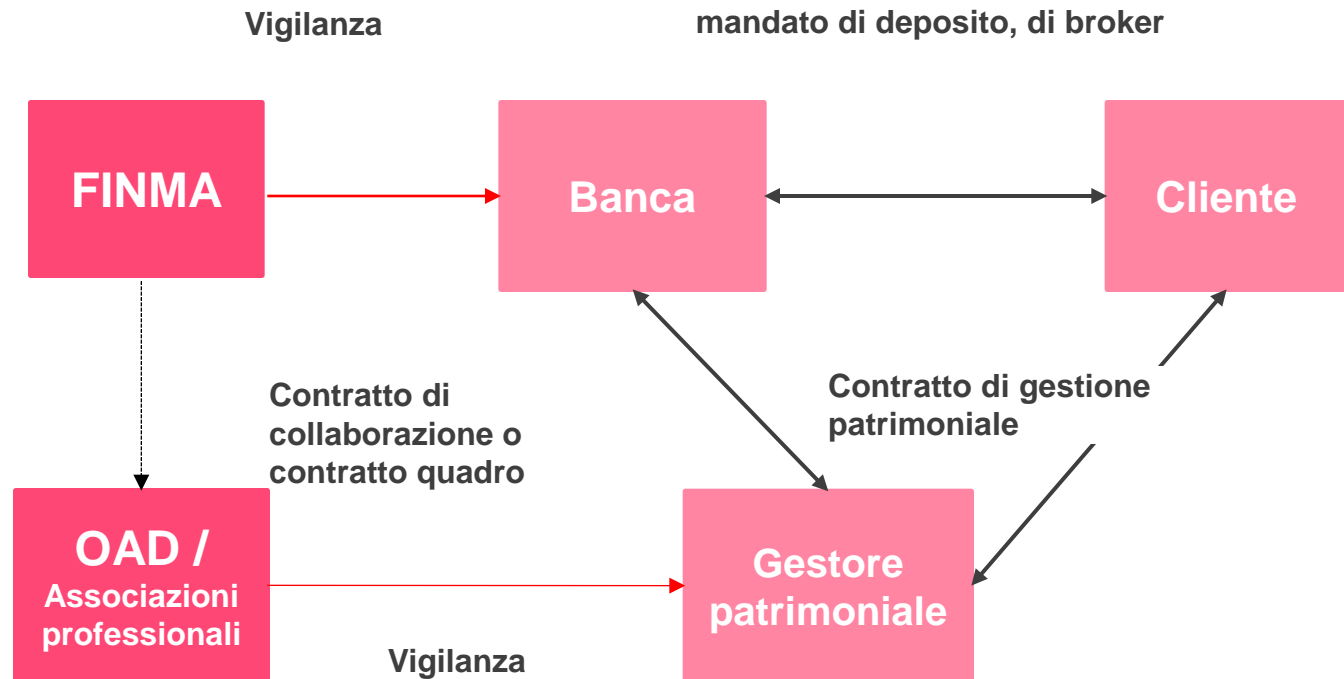 Vigilanza
mandato di deposito, di broker
FINMA
Banca
Cliente
Contratto di
collaborazione o
contratto quadro
Contratto di gestione
patrimoniale
OAD /
Associazioni
professionali
Gestore
patrimoniale
Vigilanza